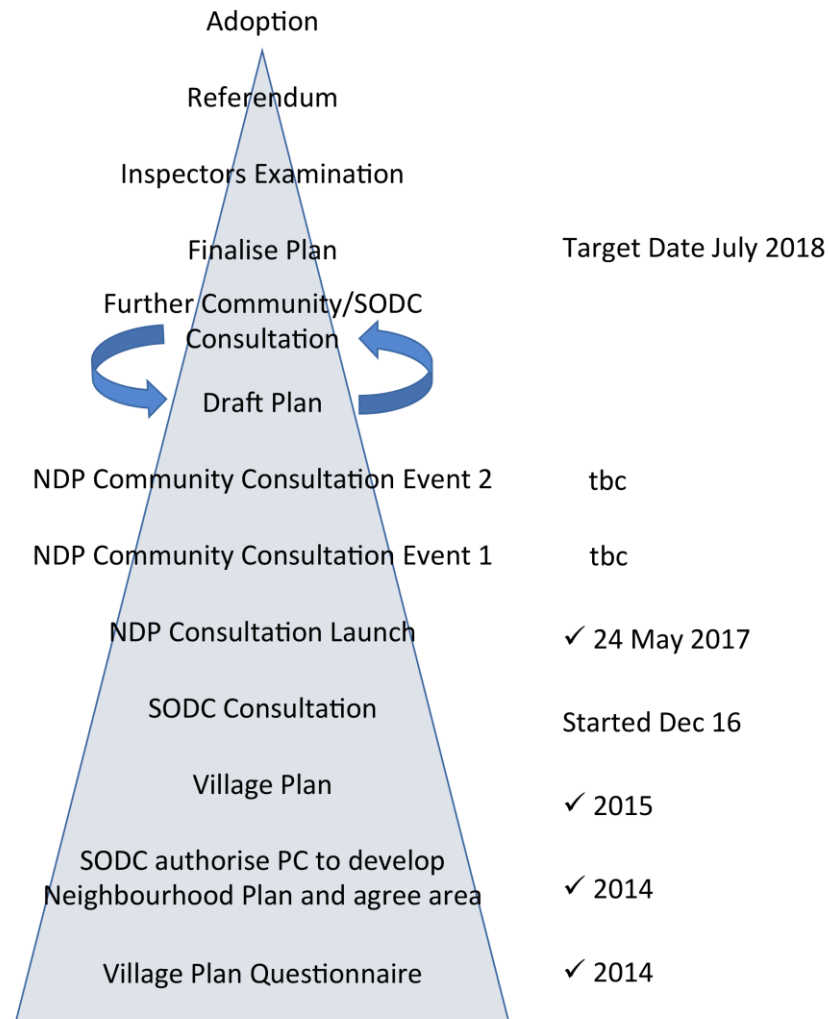 Adoption
Referendum
Inspectors Examination
Finalise Plan
Target Date July 2018
Further Community/SODC
Consultation
Draft Plan
NDP Community Consultation Event 2
tbc
NDP Community Consultation Event 1
tbc
NDP Consultation Launch
✓ 24 May 2017
SODC Consultation
Started Dec 16
Village Plan
✓ 2015
SODC authorise PC to develop
Neighbourhood Plan and agree area
✓ 2014
Village Plan Questionnaire
✓ 2014